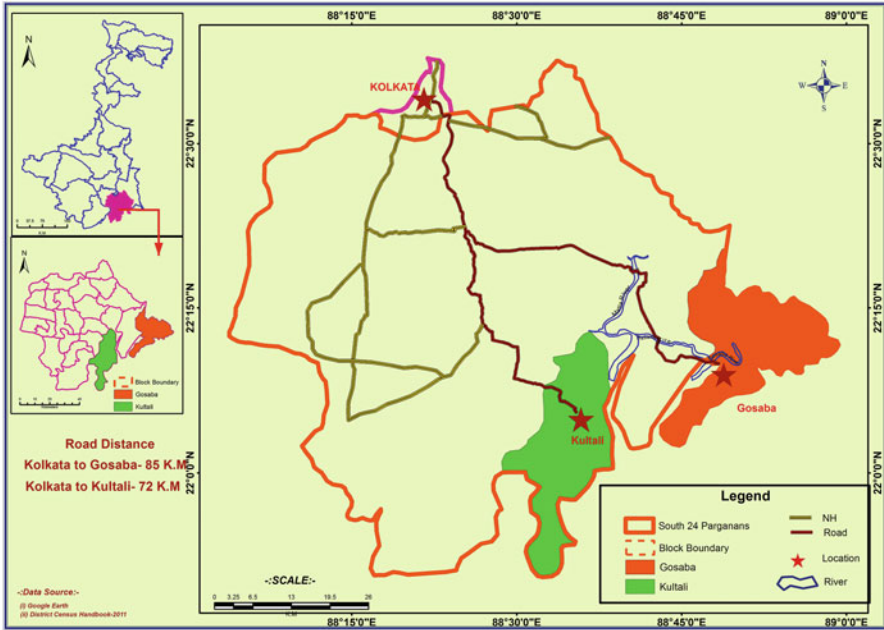 88°15'0"E 88°30'0"E 88°45'0"E 89°0'0"E
N
N
Block Boundary
Gosaba
Kultali
Road Distance
Kolkata to Gosaba- 85 K.M
Kolkata to Kultali- 72 K.M
-:Data Source:-
(i) Google Earth
(ii) District Census Handbook-2011
22°30'0"N
22°15'0"N
22°0'0"N
KOLKATA
Gosaba
Kultali
N
W E
S
22°30'0"N
22°15'0"N
22°0'0"N
-:SCALE:-
0 3.25 6.5 13 19.5 26
K.M
Legend
South 24 Parganans
Block Boundary
Gosaba
Kultali
NH
Road
Location
River
88°15'0"E 88°30'0"E 88°45'0"E 89°0'0"E